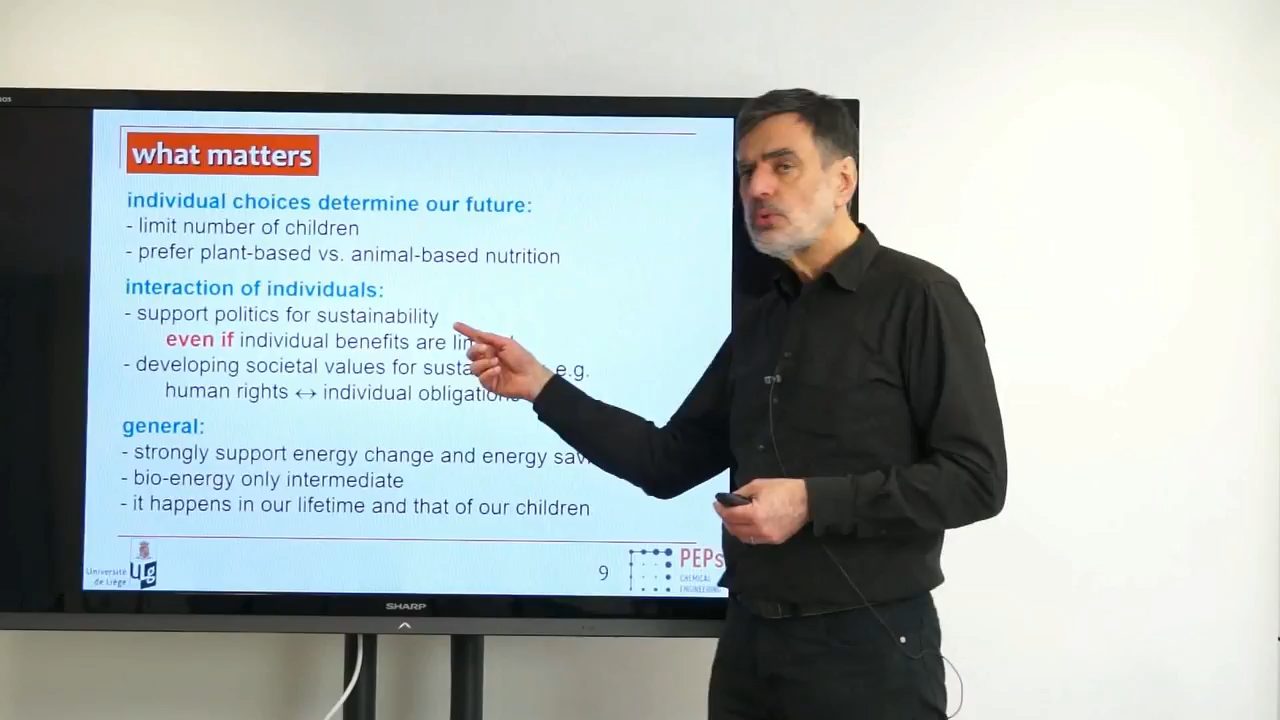 what matters
individual choices determine our future:
- limit number of children
- prefer plant-based vs. animal-based nutrition
interaction of individuals:
- support politics for sustainability
even if individual benefits are
- developing societal values for e.g.
human rights ↔ individual obligations
general:
- strongly support energy change and energy
- bio-energy only intermediate
- it happens in our lifetime and that of our children
Université
de Liège
9
PEPs
CHEMICAL
ENGINEERING
SHARP